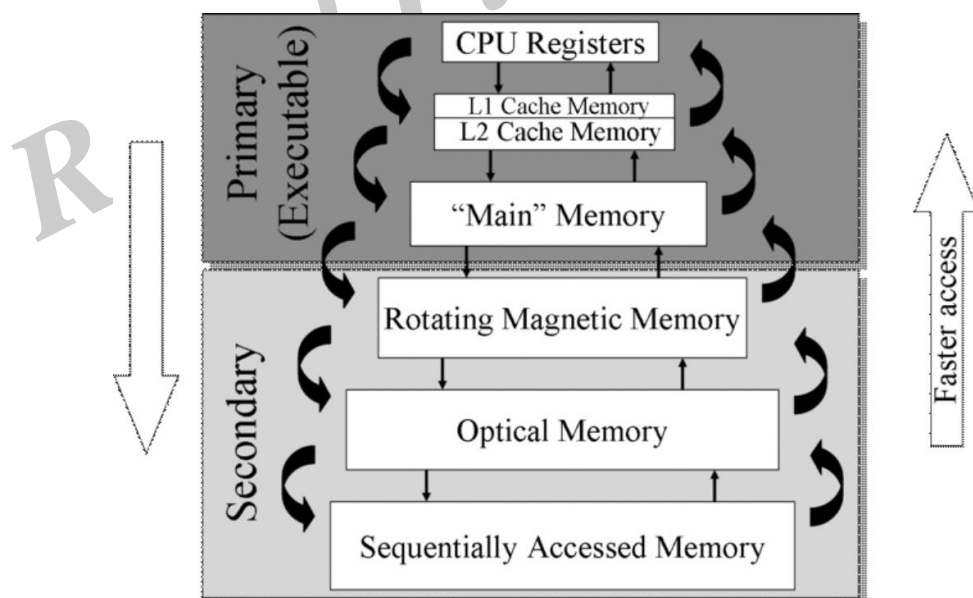 Primary
(Executable)
CPU Registers
L1 Cache Memory
L2 Cache Memory
“Main” Memory
Secondary
Rotating Magnetic Memory
Optical Memory
Sequentially Accessed Memory
Faster access
R